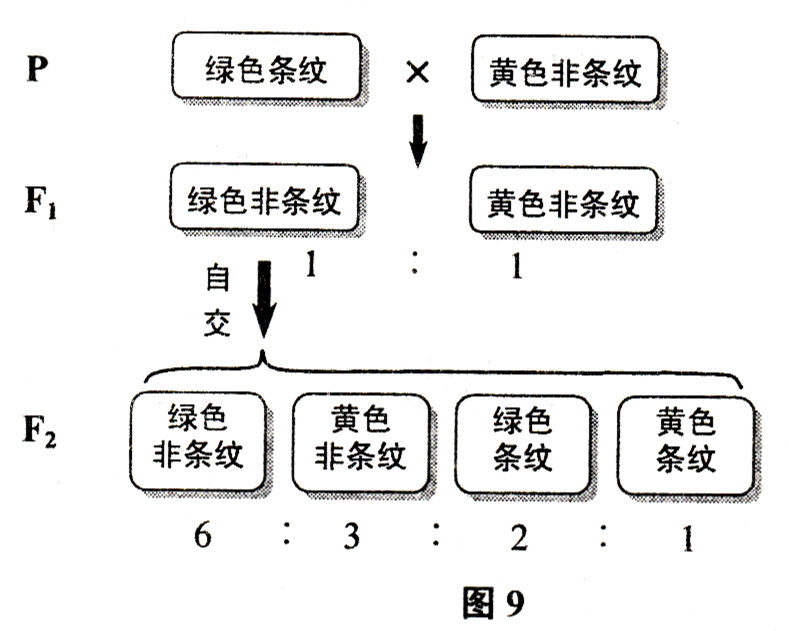 P 绿色条纹 × 黄色非条纹
F₁ 绿色非条纹 黄色非条纹
1 : 1
自交
F₂ 绿色非条纹 黄色非条纹 绿色条纹 黄色条纹
6 : 3 : 2 : 1
图 9